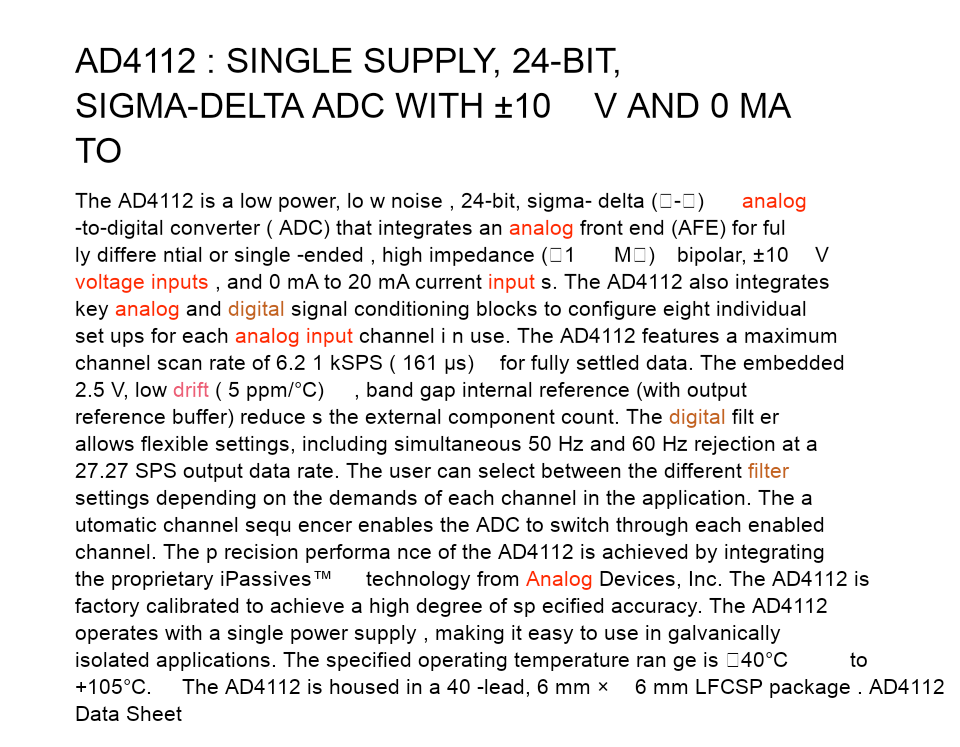 AD4112 : SINGLE SUPPLY, 24-BIT,
SIGMA-DELTA ADC WITH ±10 V AND 0 MA
TO
The AD4112 is a low power, lo w noise , 24-bit, sigma- delta (□-□) analog
-to-digital converter ( ADC) that integrates an analog front end (AFE) for ful
ly differe ntial or single -ended , high impedance (□1 M□) bipolar, ±10 V
voltage inputs , and 0 mA to 20 mA current input s. The AD4112 also integrates
key analog and digital signal conditioning blocks to configure eight individual
set ups for each analog input channel i n use. The AD4112 features a maximum
channel scan rate of 6.2 1 kSPS ( 161 μs) for fully settled data. The embedded
2.5 V, low drift ( 5 ppm/°C) , band gap internal reference (with output
reference buffer) reduce s the external component count. The digital filt er
allows flexible settings, including simultaneous 50 Hz and 60 Hz rejection at a
27.27 SPS output data rate. The user can select between the different filter
settings depending on the demands of each channel in the application. The a
utomatic channel sequ encer enables the ADC to switch through each enabled
channel. The p recision performa nce of the AD4112 is achieved by integrating
the proprietary iPassives™ technology from Analog Devices, Inc. The AD4112 is
factory calibrated to achieve a high degree of sp ecified accuracy. The AD4112
operates with a single power supply , making it easy to use in galvanically
isolated applications. The specified operating temperature ran ge is □40°C to
+105°C. The AD4112 is housed in a 40 -lead, 6 mm × 6 mm LFCSP package . AD4112
Data Sheet